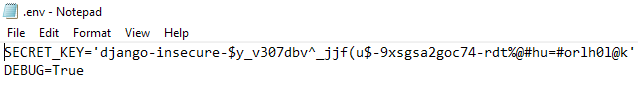 .env - Notepad
File Edit Format View Help
SECRET_KEY='django-insecure-$y_v307dbv^_jjf(u$-9xsgsa2goc74-rdt%@#hu=#orlh0l@k'
DEBUG=True